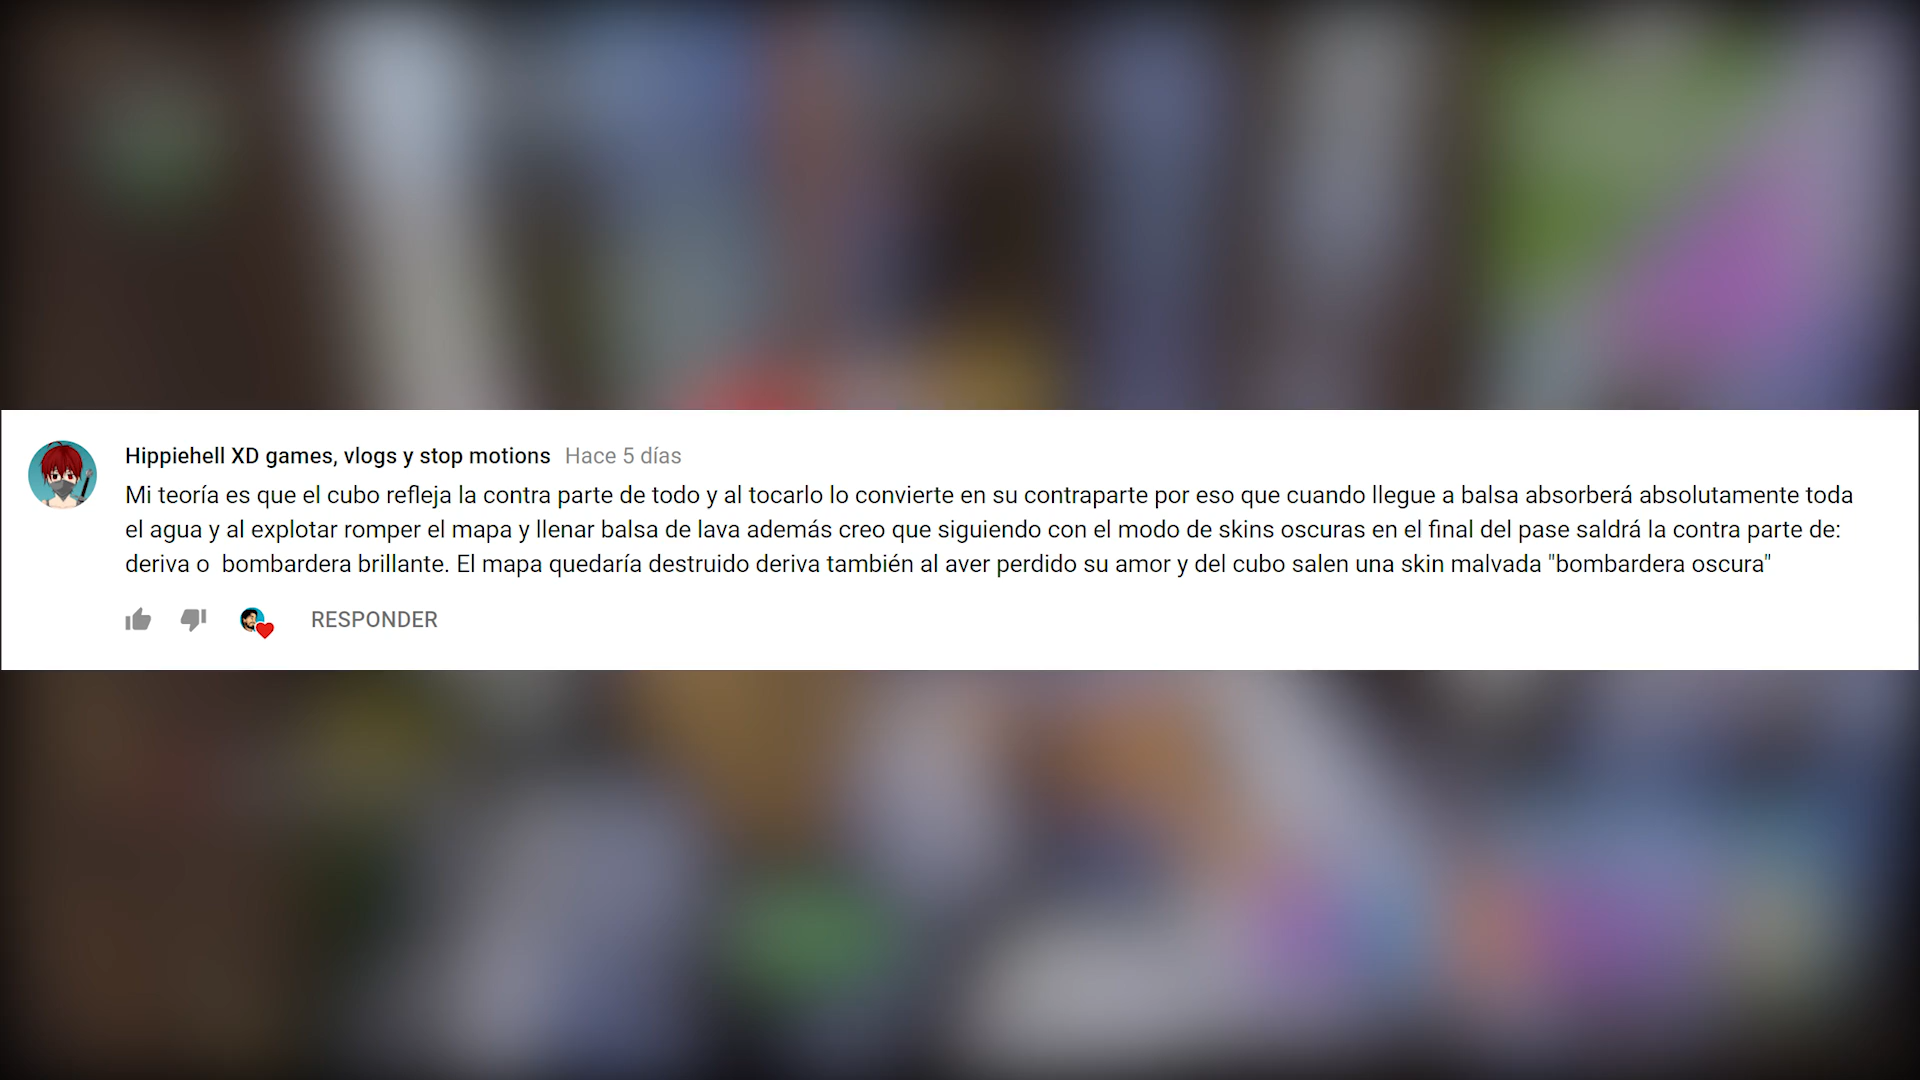 Hippiehell XD games, vlogs y stop motions Hace 5 días
Mi teoría es que el cubo refleja la contra parte de todo y al tocarlo lo convierte en su contraparte por eso que cuando llegue a balsa absorberá absolutamente toda
el agua y al explotar romper el mapa y llenar balsa de lava además creo que siguiendo con el modo de skins oscuras en el final del pase saldrá la contra parte de:
deriva o  bombardera brillante. El mapa quedaría destruido deriva también al aver perdido su amor y del cubo salen una skin malvada "bombardera oscura"
RESPONDER